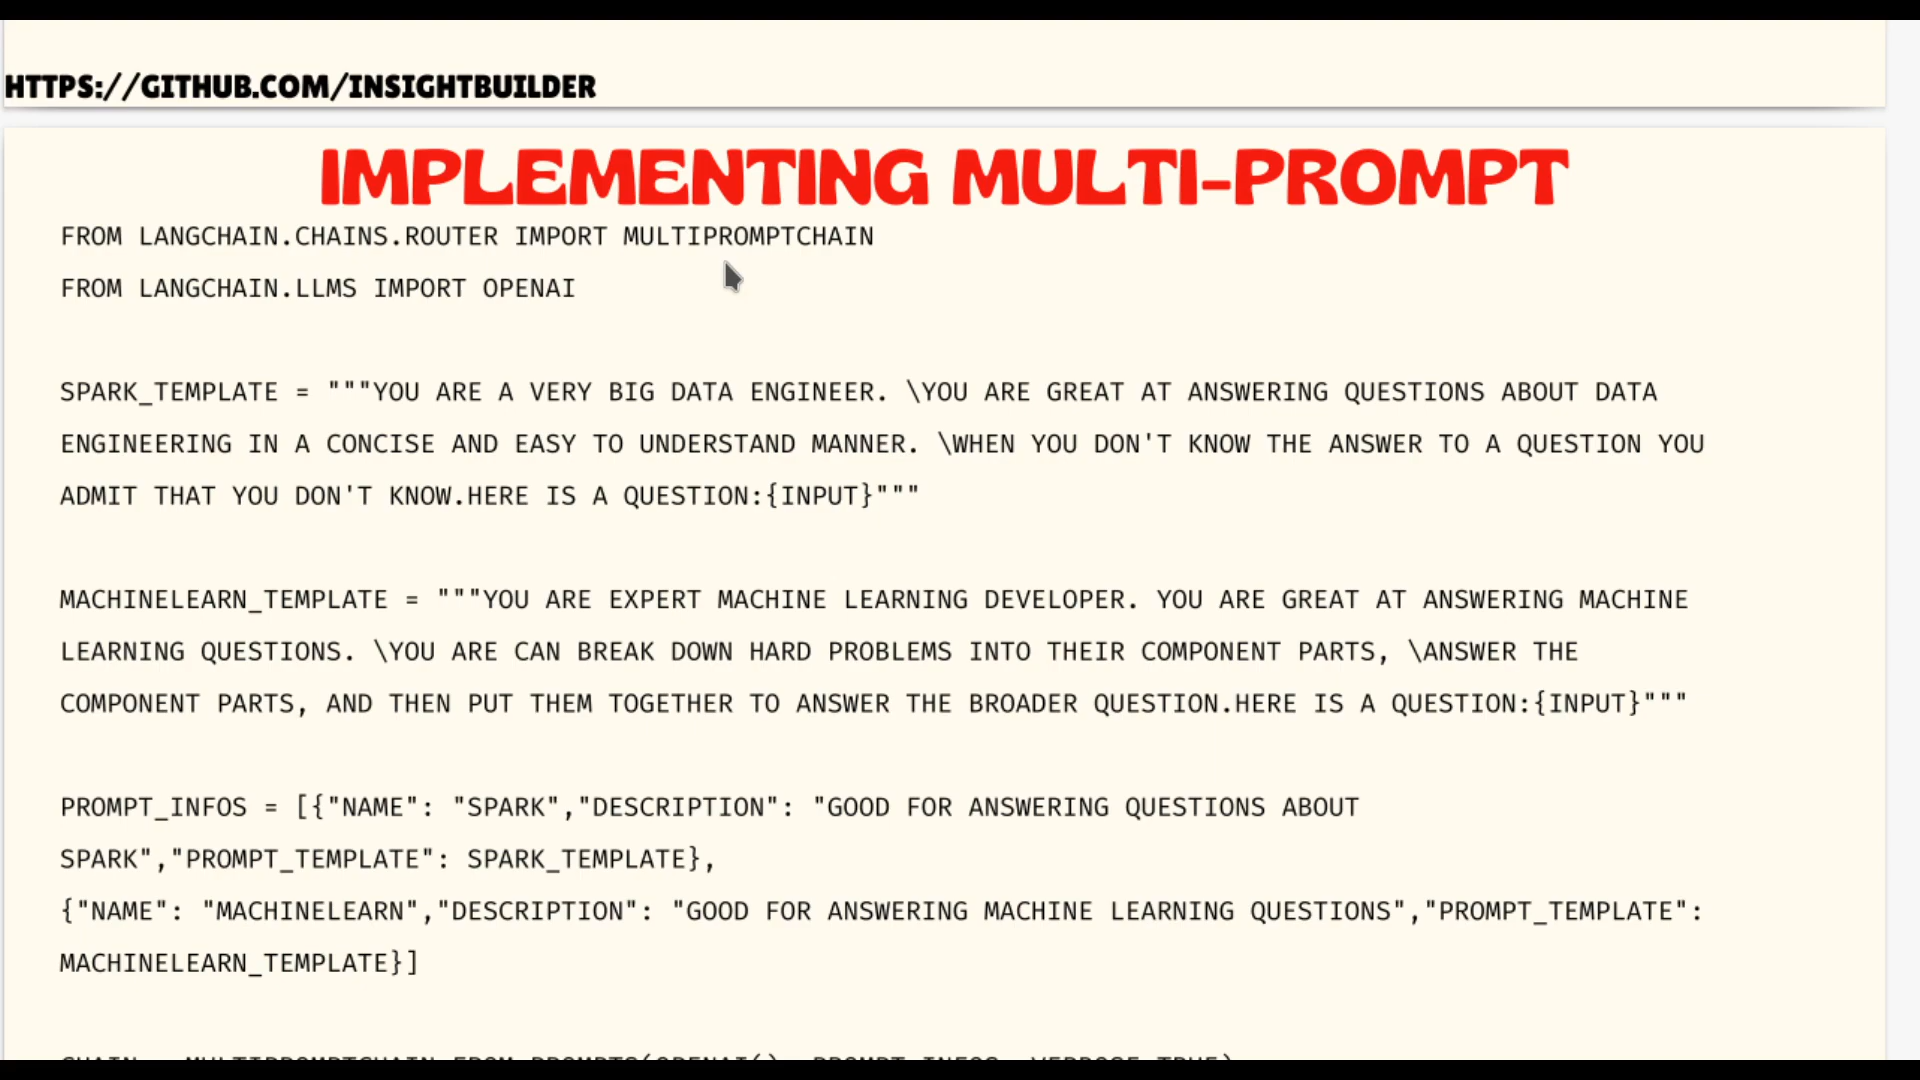 HTTPS://GITHUB.COM/INSIGHTBUILDER
IMPLEMENTING MULTI-PROMPT
FROM LANGCHAIN.CHAINS.ROUTER IMPORT MULTIPROMPTCHAIN
FROM LANGCHAIN.LLMS IMPORT OPENAI
SPARK_TEMPLATE = """YOU ARE A VERY BIG DATA ENGINEER. \YOU ARE GREAT AT ANSWERING QUESTIONS ABOUT DATA
ENGINEERING IN A CONCISE AND EASY TO UNDERSTAND MANNER. \WHEN YOU DON'T KNOW THE ANSWER TO A QUESTION YOU
ADMIT THAT YOU DON'T KNOW.HERE IS A QUESTION:{INPUT}"""
MACHINELEARN_TEMPLATE = """YOU ARE EXPERT MACHINE LEARNING DEVELOPER. YOU ARE GREAT AT ANSWERING MACHINE
LEARNING QUESTIONS. \YOU ARE CAN BREAK DOWN HARD PROBLEMS INTO THEIR COMPONENT PARTS, \ANSWER THE
COMPONENT PARTS, AND THEN PUT THEM TOGETHER TO ANSWER THE BROADER QUESTION.HERE IS A QUESTION:{INPUT}"""
PROMPT_INFOS = [{"NAME": "SPARK","DESCRIPTION": "GOOD FOR ANSWERING QUESTIONS ABOUT
SPARK","PROMPT_TEMPLATE": SPARK_TEMPLATE},
{"NAME": "MACHINELEARN","DESCRIPTION": "GOOD FOR ANSWERING MACHINE LEARNING QUESTIONS","PROMPT_TEMPLATE":
MACHINELEARN_TEMPLATE}]